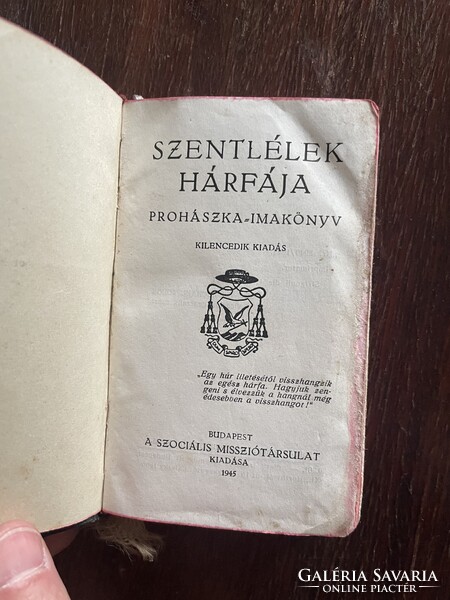 SZENTLÉLEK
HÁRFÁJA
PROHÁSZKA-IMAKÖNYV
KILENCEDIK KIADÁS
„Egy húr illetésétől visszhangzik
az egész hárfa. Hagyjuk zen-
geni s élvezzük a hangnál még
édesebben a visszhangot!"
BUDAPEST
A SZOCIÁLIS MISSZIÓTÁRSULAT
KIADÁSA
1945
GALÉRIA SAVARIA
ONLINE PIACTÉR